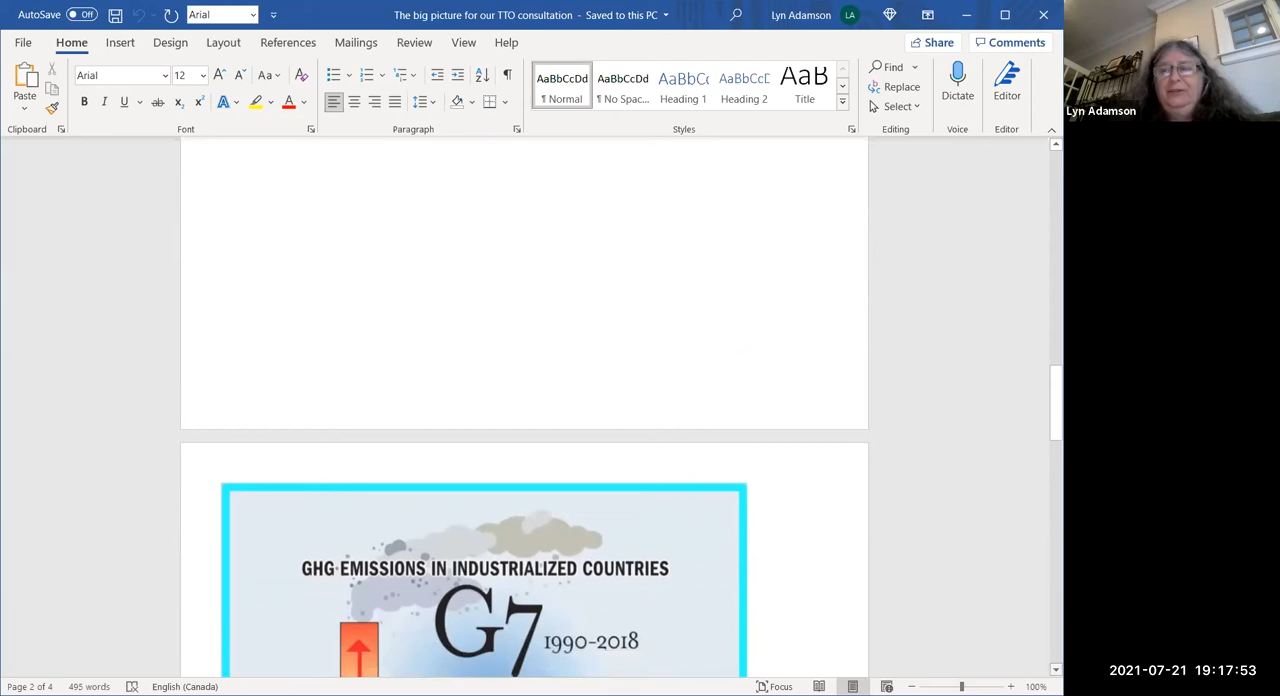 AutoSave Off Arial The big picture for our TTO consultation - Saved to this PC Lyn Adamson LA
File Home Insert Design Layout References Mailings Review View Help Share Comments
Paste Arial 12 Aa AaBbCcDd AaBbCcDd AaBbCc AaBbCcD AaB Find Replace Select Dictate Editor
¶ Normal ¶ No Spac... Heading 1 Heading 2 Title
Clipboard Font Paragraph Styles Editing Voice Editor
Lyn Adamson
GHG EMISSIONS IN INDUSTRIALIZED COUNTRIES
G7 1990-2018
2021-07-21 19:17:53
Page 2 of 4 495 words English (Canada) Focus 100%